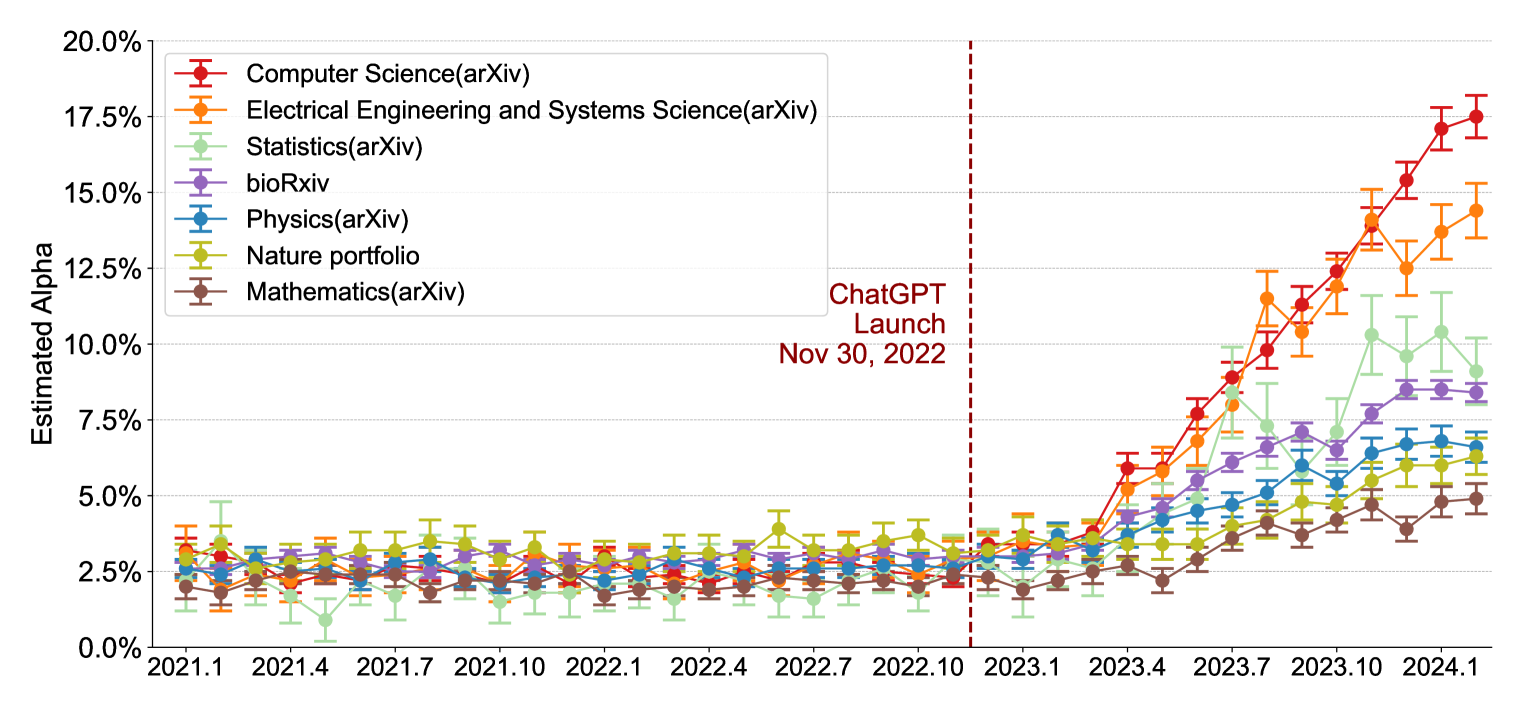 20.0%
17.5%
15.0%
12.5%
10.0%
7.5%
5.0%
2.5%
0.0%
Estimated Alpha
Computer Science(arXiv)
Electrical Engineering and Systems Science(arXiv)
Statistics(arXiv)
bioRxiv
Physics(arXiv)
Nature portfolio
Mathematics(arXiv)
ChatGPT
Launch
Nov 30, 2022
2021.1 2021.4 2021.7 2021.10 2022.1 2022.4 2022.7 2022.10 2023.1 2023.4 2023.7 2023.10 2024.1